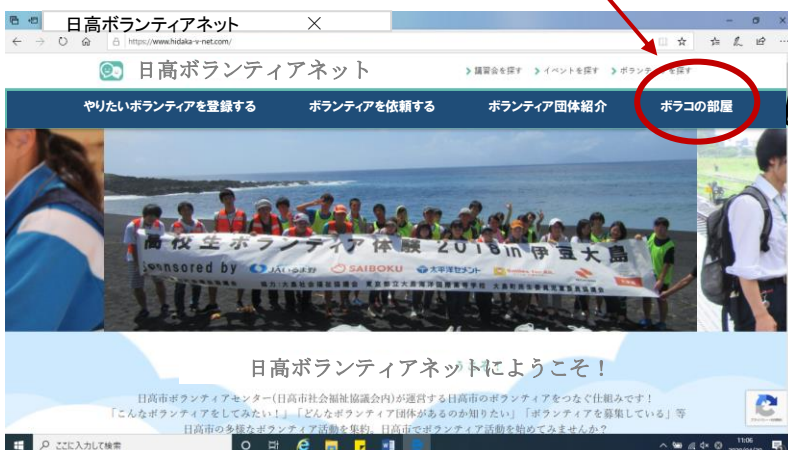 日高ボランティアネット
https://www.hidaka-v-net.com/
日高ボランティアネット
講習会を探す イベントを探す
やりたいボランティアを登録する ボランティアを依頼する ボランティア団体紹介 ボラコの部屋
高校生ボランティア体験 2018in 伊豆大島
Sponsored by JAいるま野 SAIBOKU 太平洋セメント
日高ボランティアネットにようこそ！
日高市ボランティアセンター(日高市社会福祉協議会内)が運営する日高市のボランティアをつなぐ仕組みです！
「こんなボランティアをしてみたい！」「どんなボランティア団体があるのか知りたい」「ボランティアを募集している」等
日高市の多様なボランティア活動を集約。日高市でボランティア活動を始めてみませんか？
ここに入力して検索
11:06